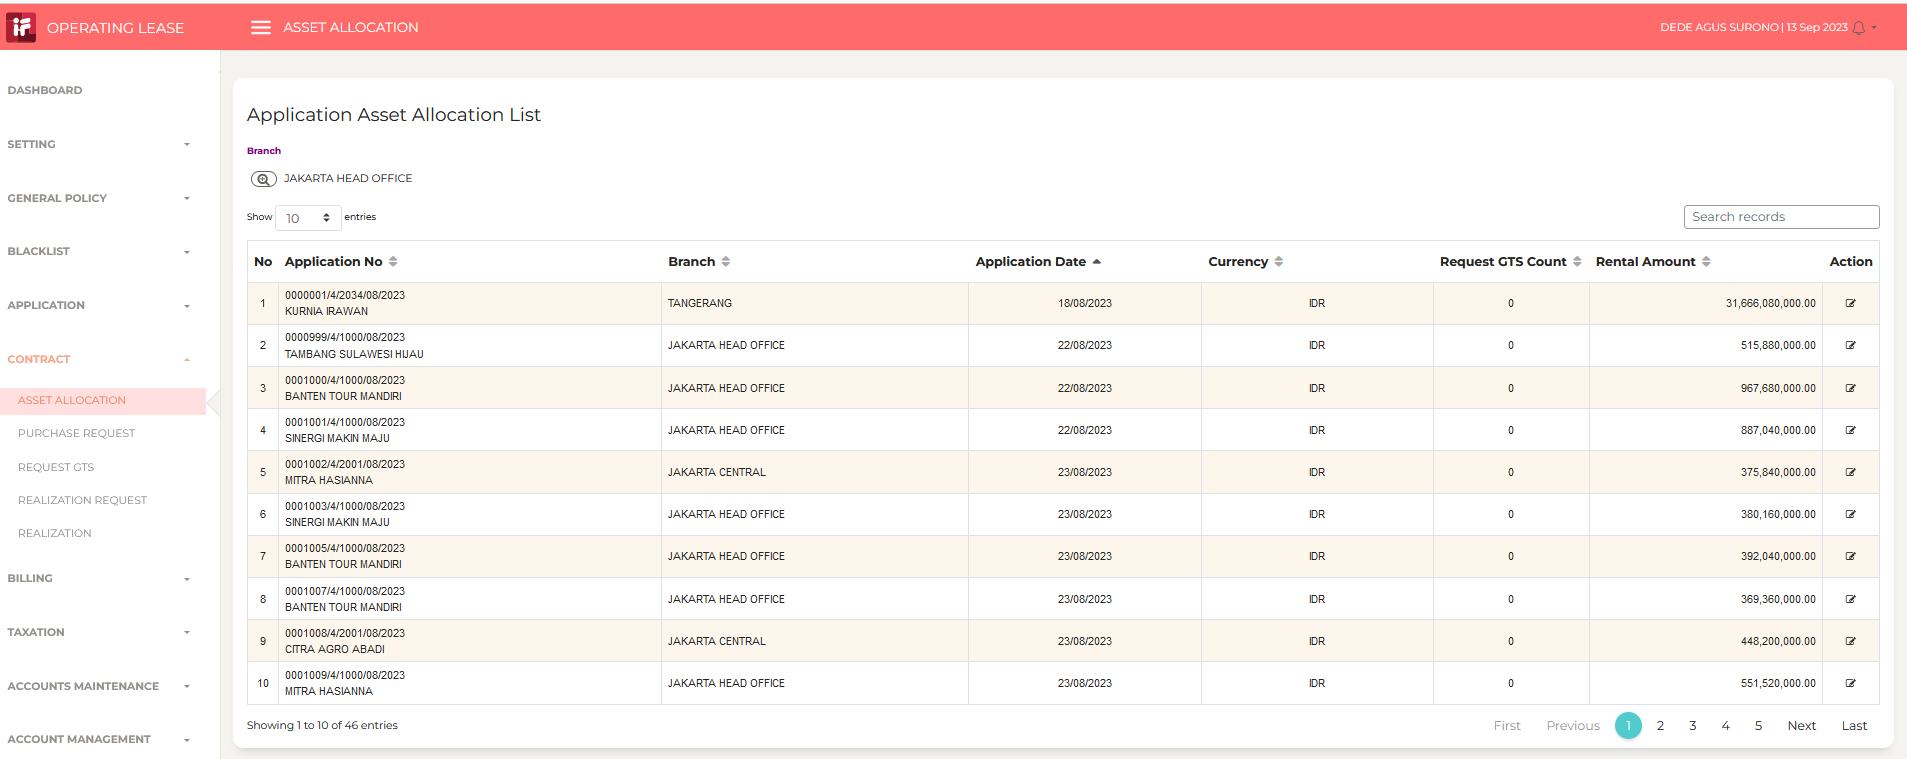 iF OPERATING LEASE
ASSET ALLOCATION
DEDE AGUS SURONO | 13 Sep 2023
DASHBOARD
SETTING
GENERAL POLICY
BLACKLIST
APPLICATION
CONTRACT
ASSET ALLOCATION
PURCHASE REQUEST
REQUEST GTS
REALIZATION REQUEST
REALIZATION
BILLING
TAXATION
ACCOUNTS MAINTENANCE
ACCOUNT MANAGEMENT
Application Asset Allocation List
Branch
JAKARTA HEAD OFFICE
Show 10 entries
Search records
No Application No Branch Application Date Currency Request GTS Count Rental Amount Action
1 0000001/4/2034/08/2023 TANGERANG 18/08/2023 IDR 0 31,666,080,000.00
KURNIA IRAWAN
2 0000999/4/1000/08/2023 JAKARTA HEAD OFFICE 22/08/2023 IDR 0 515,880,000.00
TAMBANG SULAWESI HIJAU
3 0001000/4/1000/08/2023 JAKARTA HEAD OFFICE 22/08/2023 IDR 0 967,680,000.00
BANTEN TOUR MANDIRI
4 0001001/4/1000/08/2023 JAKARTA HEAD OFFICE 22/08/2023 IDR 0 887,040,000.00
SINERGI MAKIN MAJU
5 0001002/4/2001/08/2023 JAKARTA CENTRAL 23/08/2023 IDR 0 375,840,000.00
MITRA HASIANNA
6 0001003/4/1000/08/2023 JAKARTA HEAD OFFICE 23/08/2023 IDR 0 380,160,000.00
SINERGI MAKIN MAJU
7 0001005/4/1000/08/2023 JAKARTA HEAD OFFICE 23/08/2023 IDR 0 392,040,000.00
BANTEN TOUR MANDIRI
8 0001007/4/1000/08/2023 JAKARTA HEAD OFFICE 23/08/2023 IDR 0 369,360,000.00
BANTEN TOUR MANDIRI
9 0001008/4/2001/08/2023 JAKARTA CENTRAL 23/08/2023 IDR 0 448,200,000.00
CITRA AGRO ABADI
10 0001009/4/1000/08/2023 JAKARTA HEAD OFFICE 23/08/2023 IDR 0 551,520,000.00
MITRA HASIANNA
Showing 1 to 10 of 46 entries
First Previous 1 2 3 4 5 Next Last